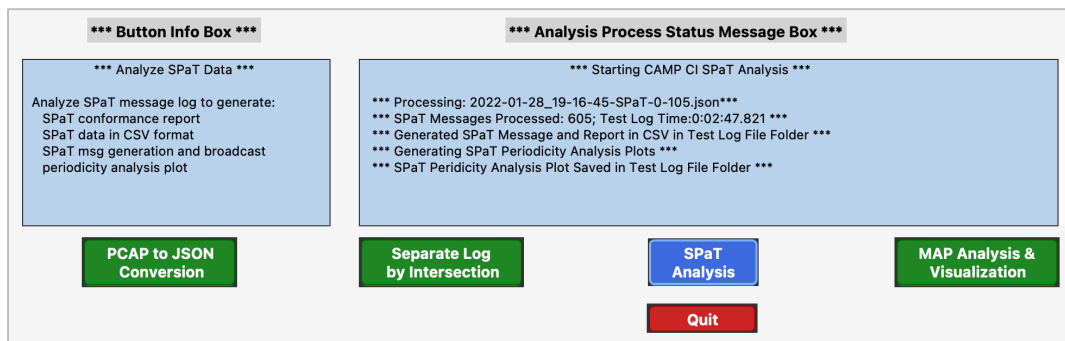 *** Button Info Box ***
*** Analysis Process Status Message Box ***
*** Analyze SPaT Data ***
Analyze SPaT message log to generate:
SPaT conformance report
SPaT data in CSV format
SPaT msg generation and broadcast
periodicity analysis plot
*** Starting CAMP CI SPaT Analysis ***
*** Processing: 2022-01-28_19-16-45-SPaT-0-105.json***
*** SPaT Messages Processed: 605; Test Log Time:0:02:47.821 ***
*** Generated SPaT Message and Report in CSV in Test Log File Folder ***
*** Generating SPaT Periodicity Analysis Plots ***
*** SPaT Peridicity Analysis Plot Saved in Test Log File Folder ***
PCAP to JSON
Conversion
Separate Log
by Intersection
SPaT
Analysis
MAP Analysis &
Visualization
Quit